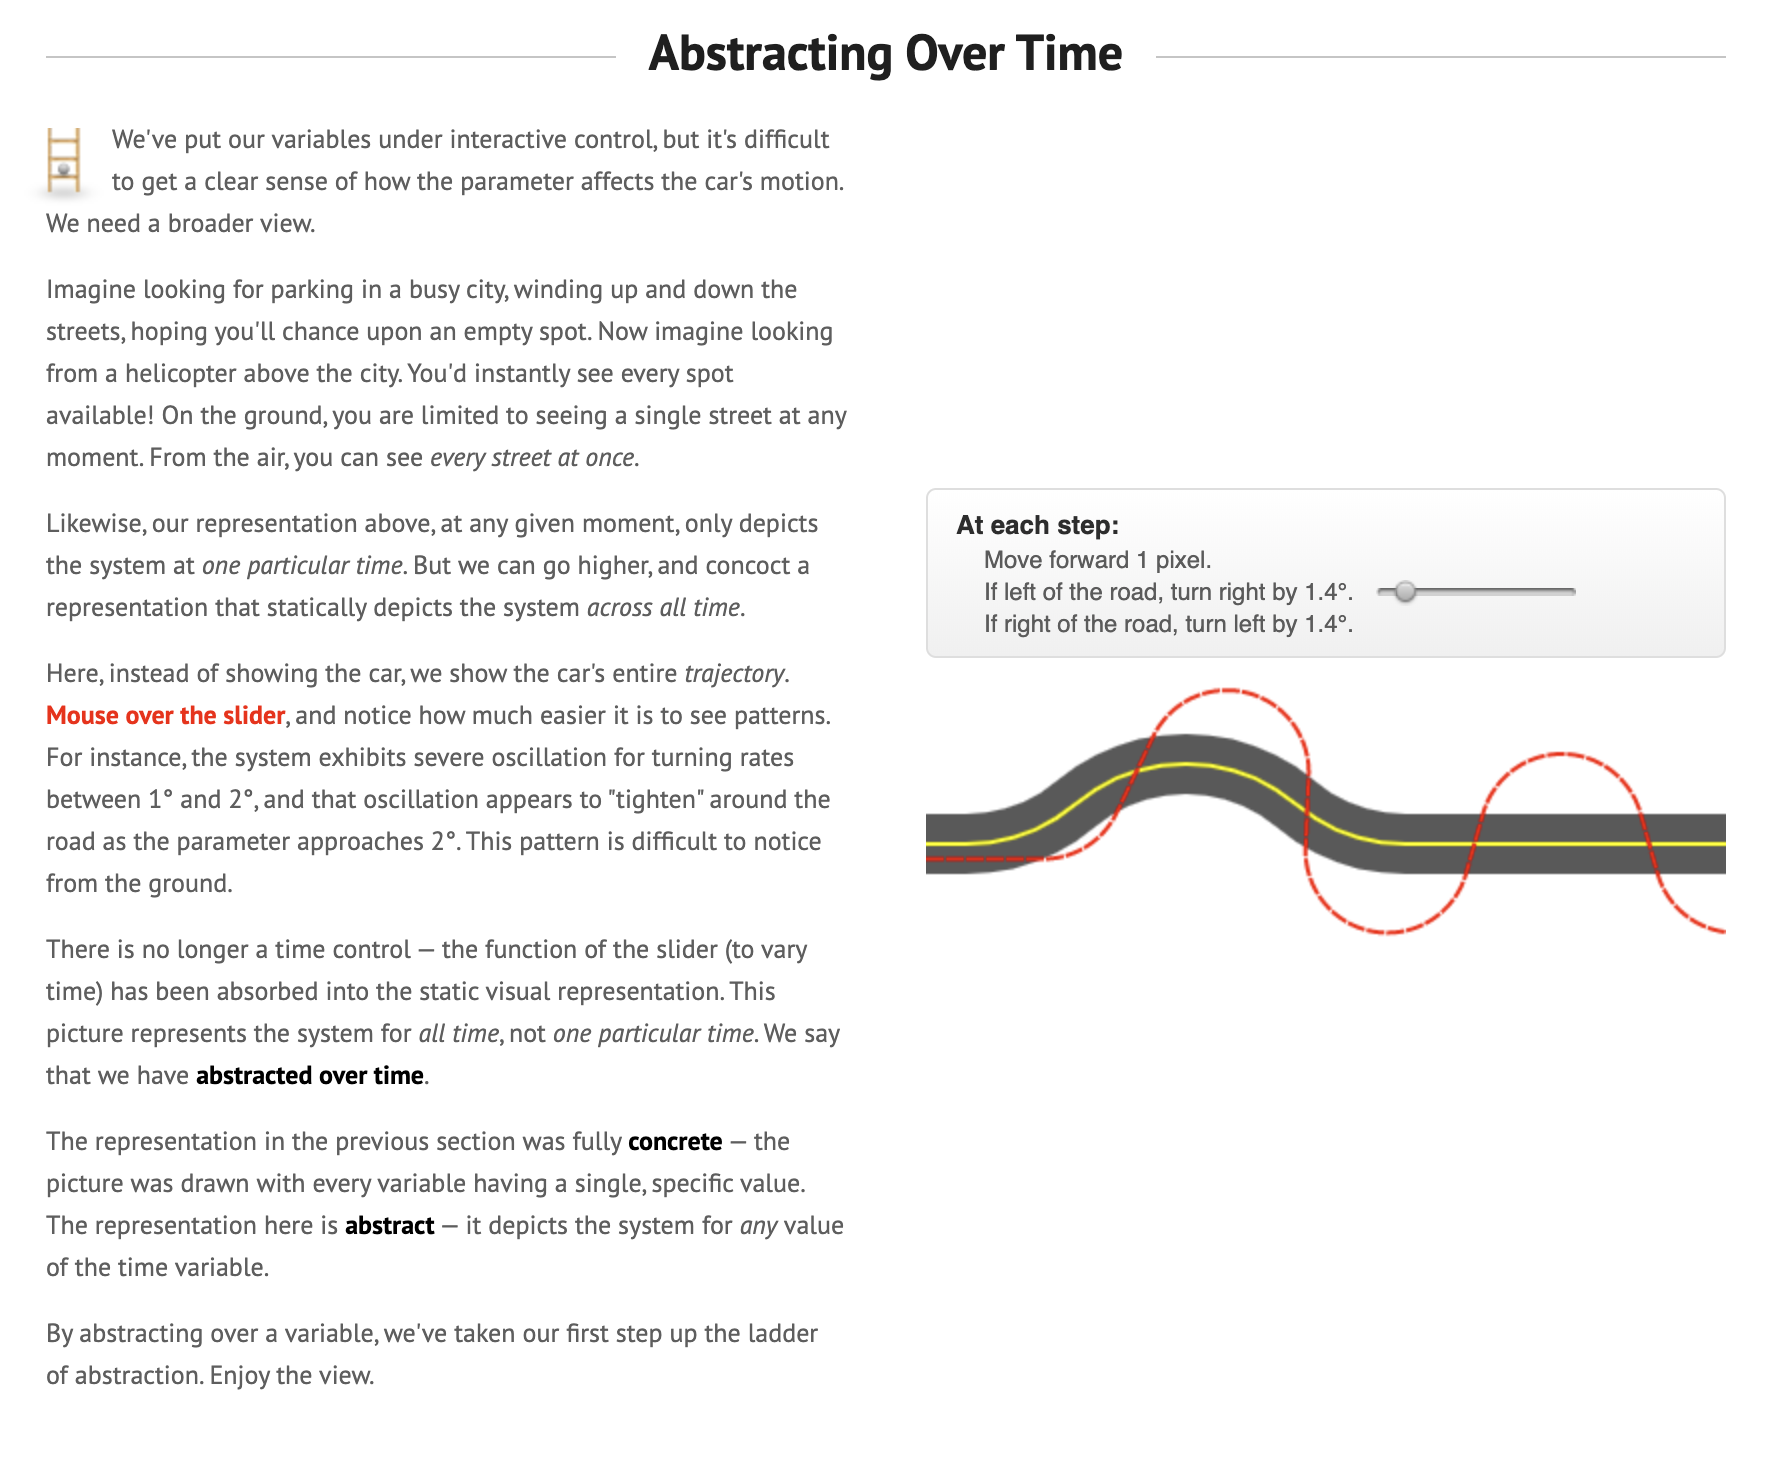 Abstracting Over Time
We've put our variables under interactive control, but it's difficult
to get a clear sense of how the parameter affects the car's motion.
We need a broader view.
Imagine looking for parking in a busy city, winding up and down the
streets, hoping you'll chance upon an empty spot. Now imagine looking
from a helicopter above the city. You'd instantly see every spot
available! On the ground, you are limited to seeing a single street at any
moment. From the air, you can see every street at once.
Likewise, our representation above, at any given moment, only depicts
the system at one particular time. But we can go higher, and concoct a
representation that statically depicts the system across all time.
Here, instead of showing the car, we show the car's entire trajectory.
Mouse over the slider, and notice how much easier it is to see patterns.
For instance, the system exhibits severe oscillation for turning rates
between 1° and 2°, and that oscillation appears to "tighten" around the
road as the parameter approaches 2°. This pattern is difficult to notice
from the ground.
There is no longer a time control — the function of the slider (to vary
time) has been absorbed into the static visual representation. This
picture represents the system for all time, not one particular time. We say
that we have abstracted over time.
The representation in the previous section was fully concrete — the
picture was drawn with every variable having a single, specific value.
The representation here is abstract — it depicts the system for any value
of the time variable.
By abstracting over a variable, we've taken our first step up the ladder
of abstraction. Enjoy the view.
At each step:
Move forward 1 pixel.
If left of the road, turn right by 1.4°.
If right of the road, turn left by 1.4°.